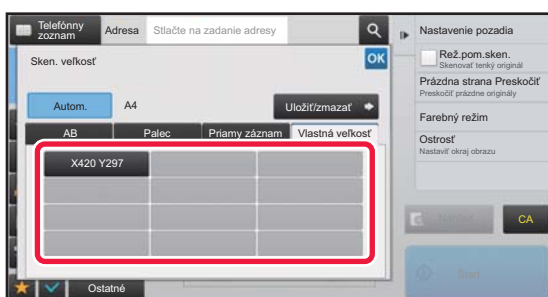 Telefónny zoznam
Adresa
Stlačte na zadanie adresy
Sken. veľkosť
OK
Autom.
A4
Uložiť/zmazať
AB
Palec
Priamy záznam
Vlastná veľkosť
X420 Y297
Ostatné
Nastavenie pozadia
Rež.pom.sken.
Skenovať tenký originál
Prázdna strana Preskočiť
Preskočiť prázdne originály
Farebný režim
Ostrosť
Nastaviť okraj obrazu
Náhľad
CA
Štart